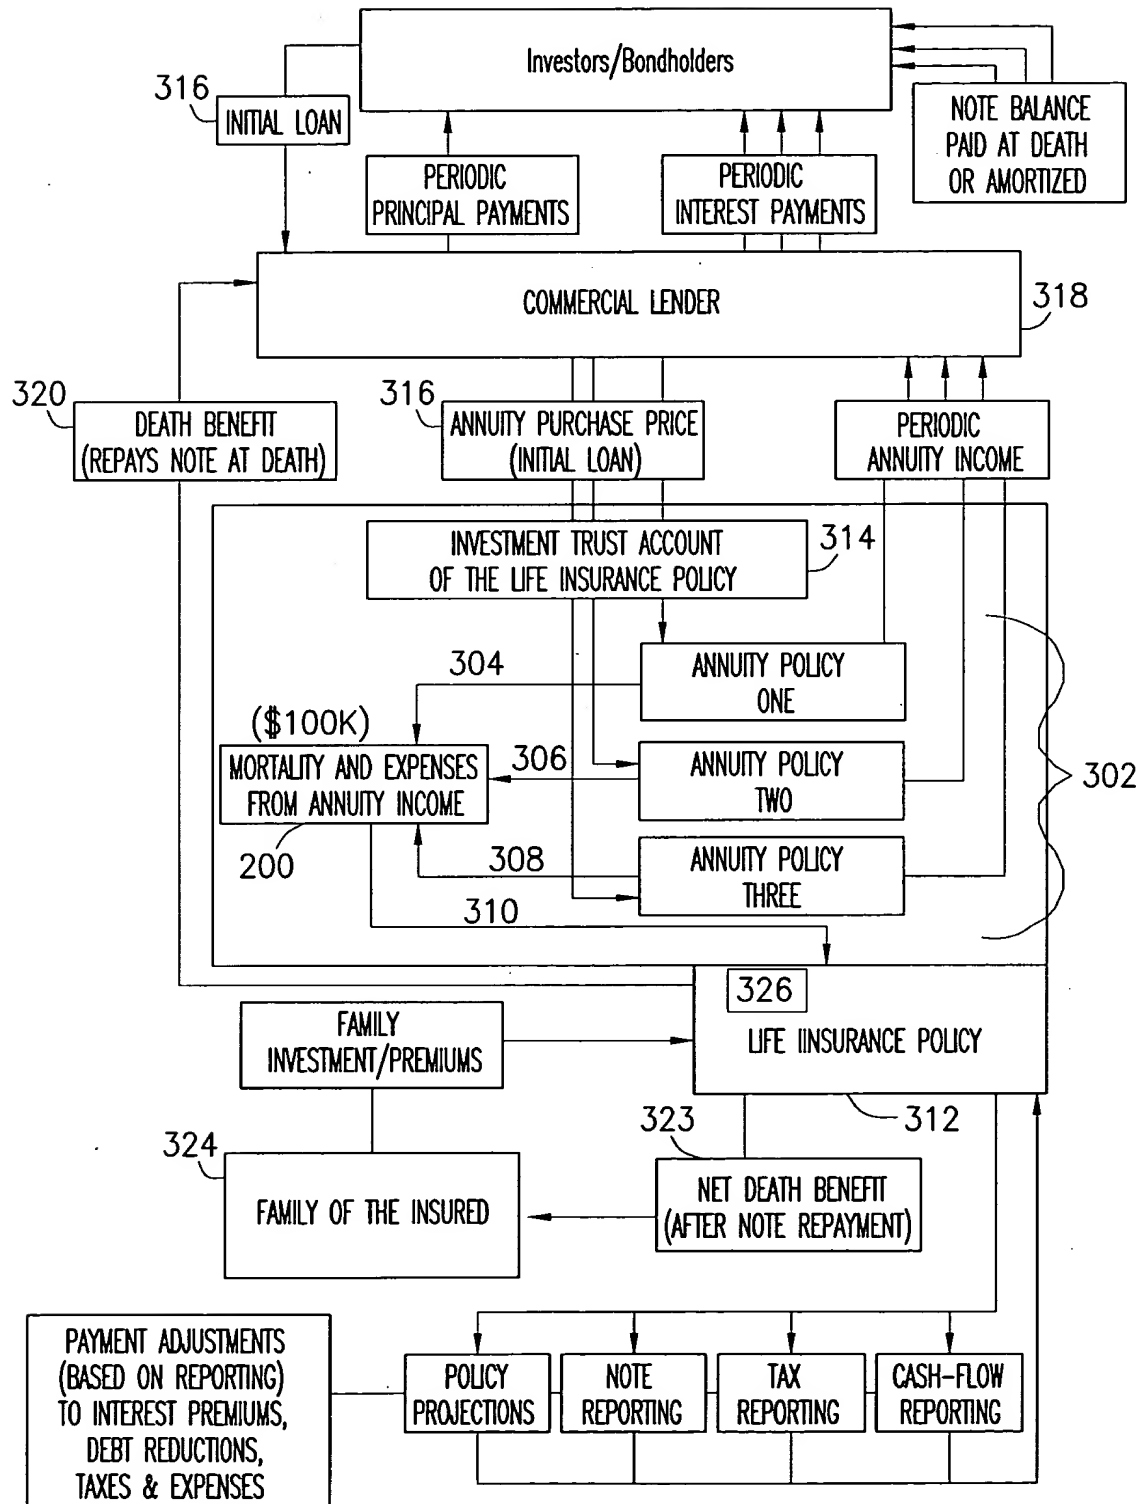 Investors/Bondholders
316
INITIAL LOAN
NOTE BALANCE
PAID AT DEATH
OR AMORTIZED
PERIODIC
PRINCIPAL PAYMENTS
PERIODIC
INTEREST PAYMENTS
COMMERCIAL LENDER
318
320
DEATH BENEFIT
(REPAYS NOTE AT DEATH)
316
ANNUITY PURCHASE PRICE
(INITIAL LOAN)
PERIODIC
ANNUITY INCOME
INVESTMENT TRUST ACCOUNT
OF THE LIFE INSURANCE POLICY
314
304
ANNUITY POLICY
ONE
($100K)
MORTALITY AND EXPENSES
FROM ANNUITY INCOME
306
ANNUITY POLICY
TWO
302
200
308
ANNUITY POLICY
THREE
310
326
LIFE IINSURANCE POLICY
FAMILY
INVESTMENT/PREMIUMS
312
323
324
FAMILY OF THE INSURED
NET DEATH BENEFIT
(AFTER NOTE REPAYMENT)
PAYMENT ADJUSTMENTS
(BASED ON REPORTING)
TO INTEREST PREMIUMS,
DEBT REDUCTIONS,
TAXES & EXPENSES
POLICY
PROJECTIONS
NOTE
REPORTING
TAX
REPORTING
CASH-FLOW
REPORTING